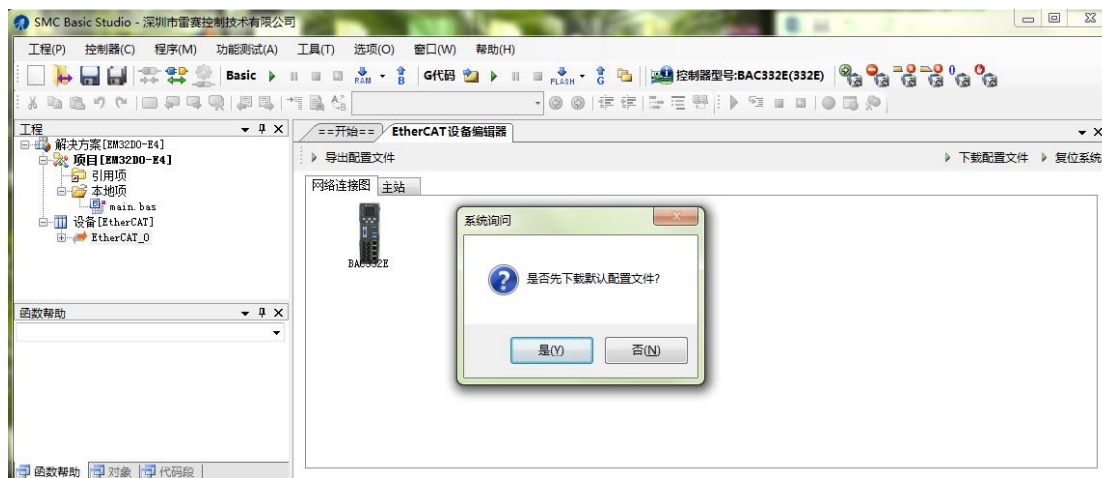 SMC Basic Studio - 深圳市雷赛控制技术有限公司
工程(P) 控制器(C) 程序(M) 功能测试(A) 工具(T) 选项(O) 窗口(W) 帮助(H)
Basic RAM B G代码 FLASH G 控制器型号:BAC332E(332E)
工程
==开始== EtherCAT设备编辑器
解决方案[EM32DO-E4]
导出配置文件 下载配置文件 复位系统
项目[EM32DO-E4]
引用项
本地项
main.bas
设备[EtherCAT]
EtherCAT_0
网络连接图 主站
BAC332E
系统询问
是否先下载默认配置文件?
是(Y) 否(N)
函数帮助
函数帮助 对象 代码段